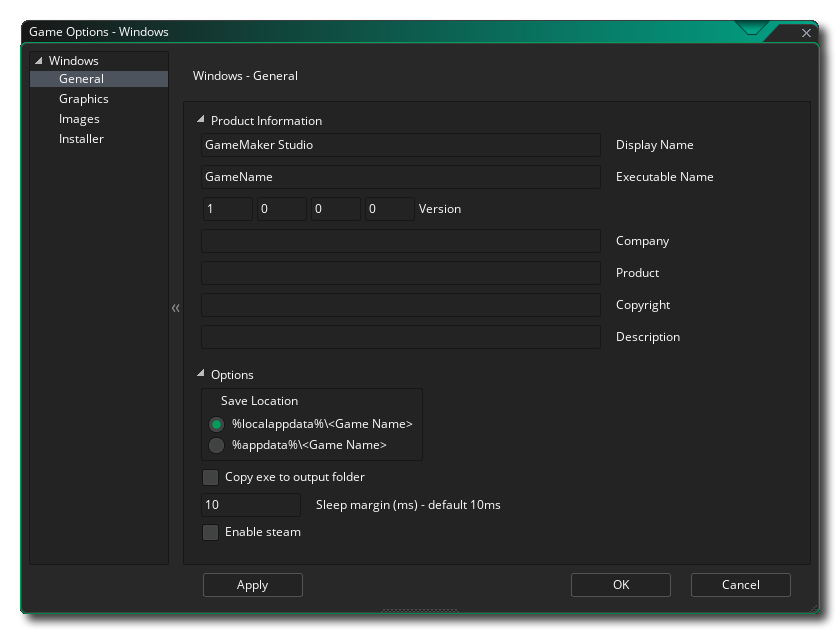 Game Options - Windows
Windows
General
Graphics
Images
Installer
Windows - General
Product Information
GameMaker Studio Display Name
GameName Executable Name
1 0 0 0 Version
Company
Product
Copyright
Description
Options
Save Location
%localappdata%\<Game Name>
%appdata%\<Game Name>
Copy exe to output folder
10 Sleep margin (ms) - default 10ms
Enable steam
Apply OK Cancel